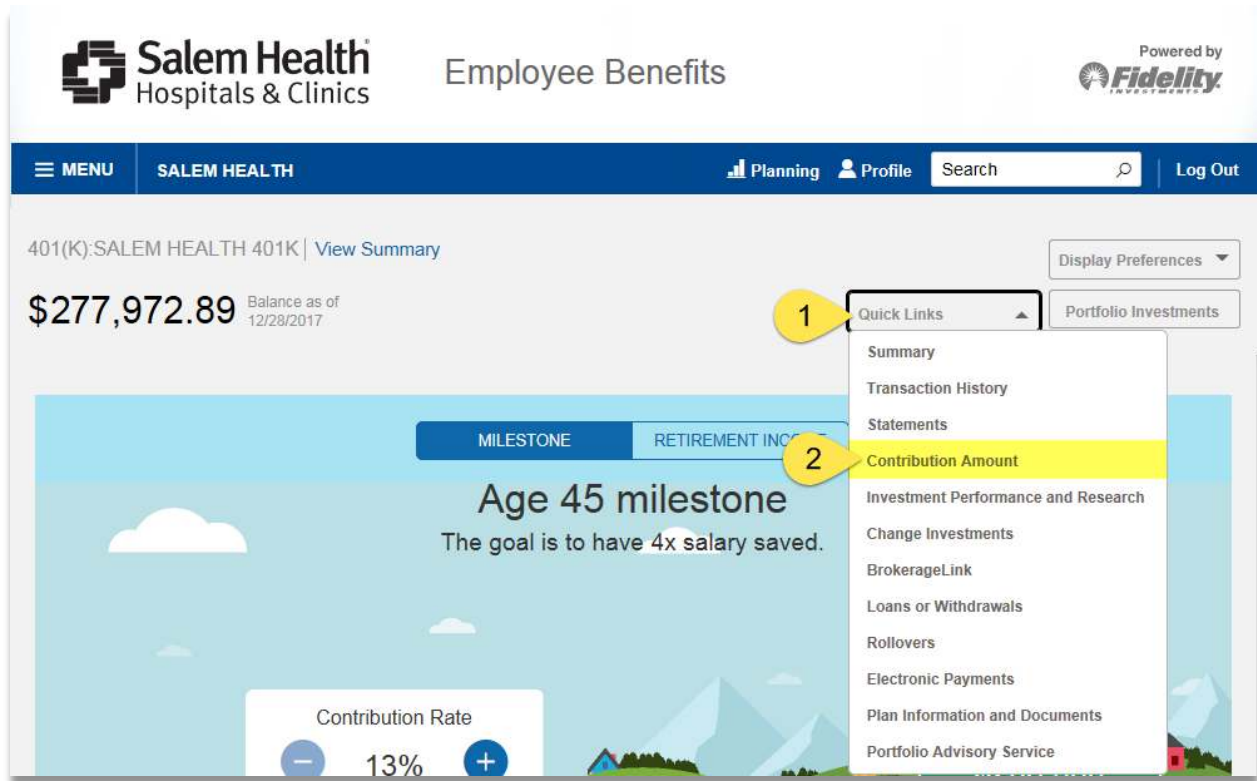 Salem Health
Hospitals & Clinics
Employee Benefits
Powered by
Fidelity
INVESTMENTS
MENU
SALEM HEALTH
Planning
Profile
Search
Log Out
401(K):SALEM HEALTH 401K | View Summary
Display Preferences
$277,972.89
Balance as of
12/28/2017
1
Quick Links
Portfolio Investments
Summary
Transaction History
Statements
MILESTONE
RETIREMENT
2
Contribution Amount
Age 45 milestone
The goal is to have 4x salary saved.
Investment Performance and Research
Change Investments
BrokerageLink
Loans or Withdrawals
Rollovers
Electronic Payments
Plan Information and Documents
Portfolio Advisory Service
Contribution Rate
13%